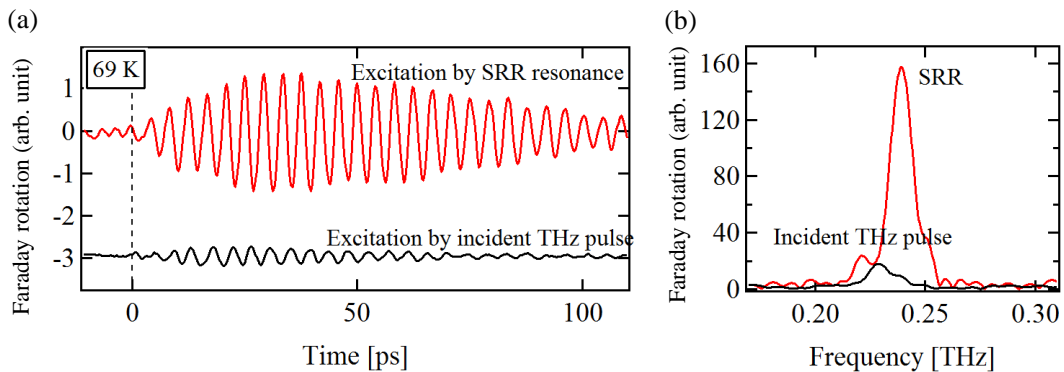 (a)
69 K
Excitation by SRR resonance
Excitation by incident THz pulse
Faraday rotation (arb. unit)
1
0
-1
-2
-3
0
50
100
Time [ps]
(b)
SRR
Incident THz pulse
Faraday rotation (arb. unit)
160
120
80
40
0
0.20
0.25
0.30
Frequency [THz]